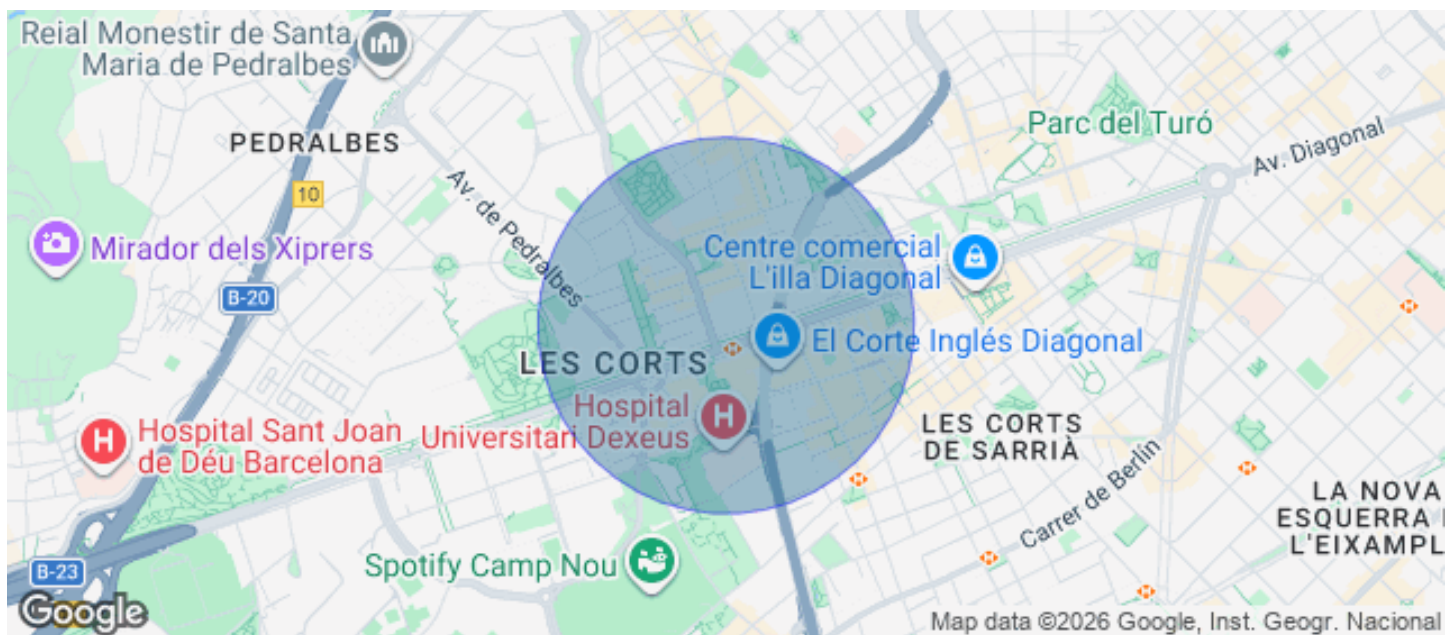 Reial Monestir de Santa
Maria de Pedralbes
PEDRALBES
10
Av. de Pedralbes
Mirador dels Xiprers
B-20
Parc del Turó
Av. Diagonal
Centre comercial
L'illa Diagonal
El Corte Inglés Diagonal
LES CORTS
Hospital
Universitari Dexeus
H
H
Hospital Sant Joan
de Déu Barcelona
LES CORTS
DE SARRIÀ
Carrer de Berlín
LA NOVA
ESQUERRA
L'EIXAMPL
Spotify Camp Nou
B-23
Google
Map data ©2026 Google, Inst. Geogr. Nacional